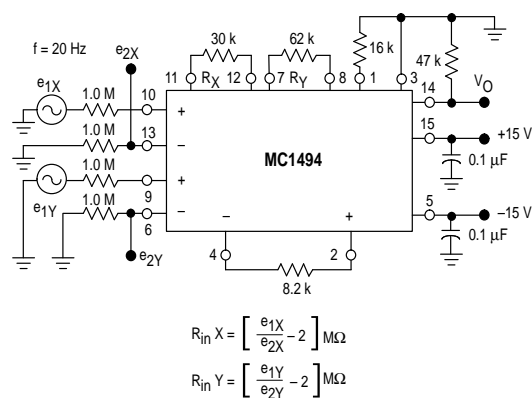 f = 20 Hz
e2X
30 k
62 k
16 k
47 k
11 RX 12 7 RY 8 1 3
14 VO
e1X 1.0 M 10 +
15 +15 V
1.0 M 13 –
MC1494
0.1 µF
1.0 M +
9
e1Y 1.0 M –
6
5 –15 V
0.1 µF
– +
e2Y
4 2
8.2 k
Rin X = [ e1X / e2X – 2 ] MΩ
Rin Y = [ e1Y / e2Y – 2 ] MΩ